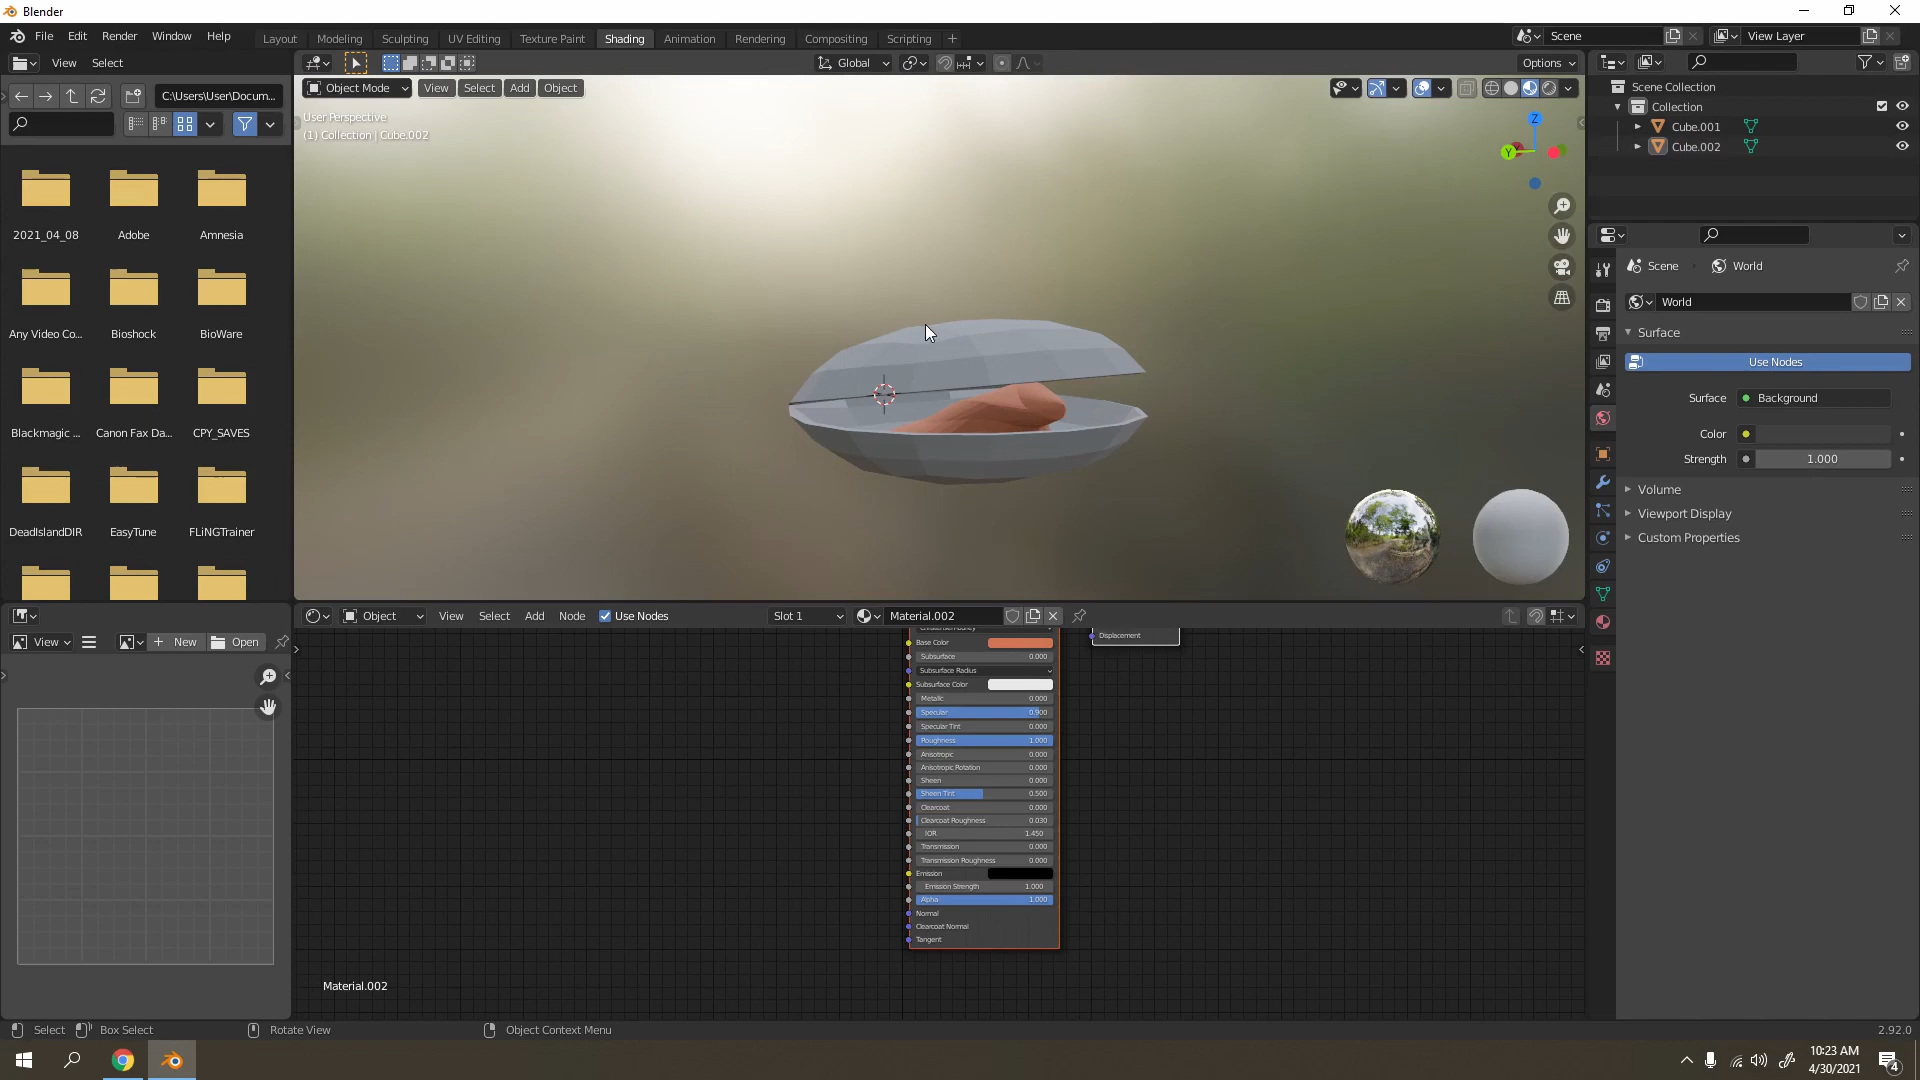 Blender
File Edit Render Window Help
Layout Modeling Sculpting UV Editing Texture Paint Shading Animation Rendering Compositing Scripting
Scene
View Layer
View Select
Global
Options
C:\Users\User\Docum...
Object Mode View Select Add Object
User Perspective
(1) Collection | Cube.002
Z
Y
Scene Collection
Collection
Cube.001
Cube.002
2021_04_08 Adobe Amnesia
Any Video Co... Bioshock BioWare
Blackmagic ... Canon Fax Da... CPY_SAVES
DeadIslandDIR EasyTune FLiNGTrainer
Scene World
World
Surface
Use Nodes
Surface Background
Color
Strength 1.000
Volume
Viewport Display
Custom Properties
View New Open
Object View Select Add Node Use Nodes Slot 1 Material.002
Displacement
Base Color
Subsurface 0.000
Subsurface Radius
Subsurface Color
Metallic 0.000
Specular 0.900
Specular Tint 0.000
Roughness 1.000
Anisotropic 0.000
Anisotropic Rotation 0.000
Sheen 0.000
Sheen Tint 0.500
Clearcoat 0.000
Clearcoat Roughness 0.030
IOR 1.450
Transmission 0.000
Transmission Roughness 0.000
Emission
Emission Strength 1.000
Alpha 1.000
Normal
Clearcoat Normal
Tangent
Material.002
Select Box Select Rotate View Object Context Menu
2.92.0
10:23 AM
4/30/2021
4